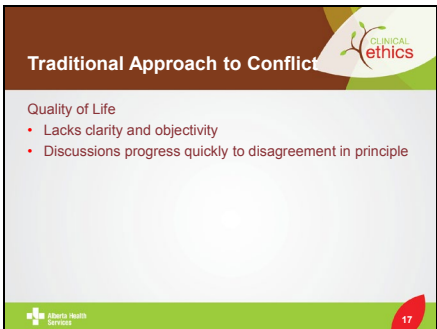 CLINICAL
ethics
Traditional Approach to Conflict
Quality of Life
• Lacks clarity and objectivity
• Discussions progress quickly to disagreement in principle
Alberta Health
Services
17